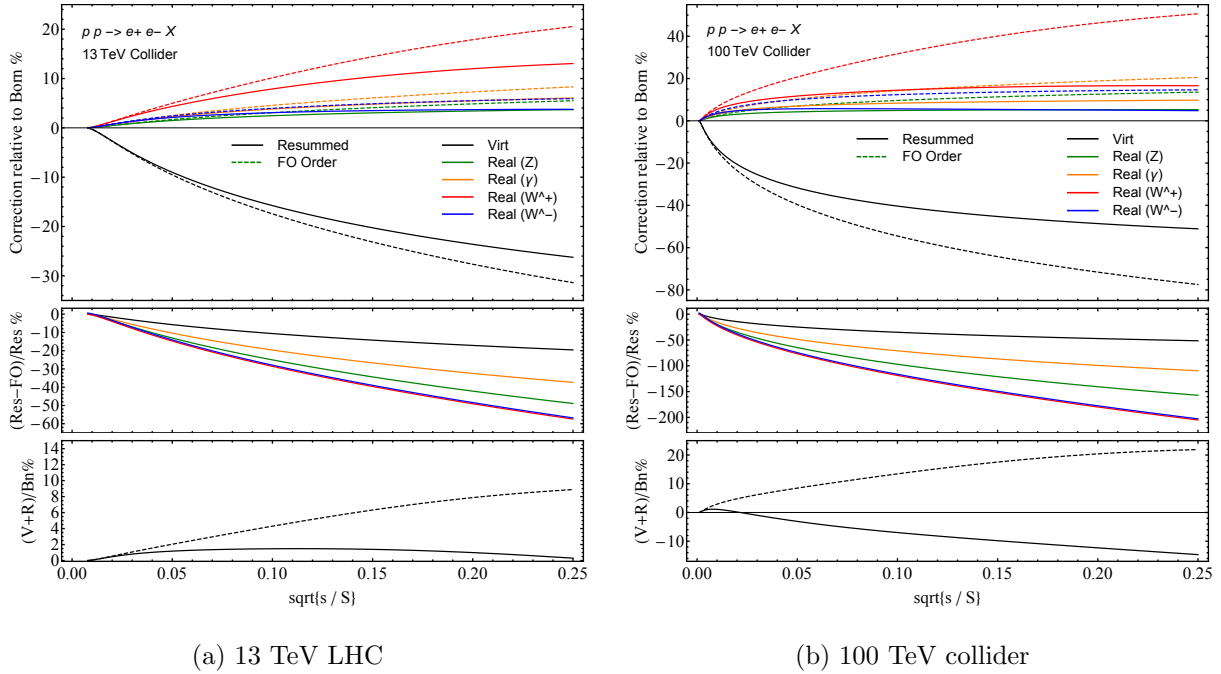 20
10
0
−10
−20
−30
Correction relative to Born %
p p −> e+ e− X
13 TeV Collider
Resummed
FO Order
Virt
Real (Z)
Real (γ)
Real (W^+)
Real (W^−)
0
−10
−20
−30
−40
−50
−60
(Res−FO)/Res %
14
12
10
8
6
4
2
0
(V+R)/Bn%
0.00 0.05 0.10 0.15 0.20 0.25
sqrt{s / S}
(a) 13 TeV LHC
40
20
0
−20
−40
−60
−80
Correction relative to Born %
p p −> e+ e− X
100 TeV Collider
Resummed
FO Order
Virt
Real (Z)
Real (γ)
Real (W^+)
Real (W^−)
0
−50
−100
−150
−200
(Res−FO)/Res %
20
10
0
−10
(V+R)/Bn%
0.00 0.05 0.10 0.15 0.20 0.25
sqrt{s / S}
(b) 100 TeV collider